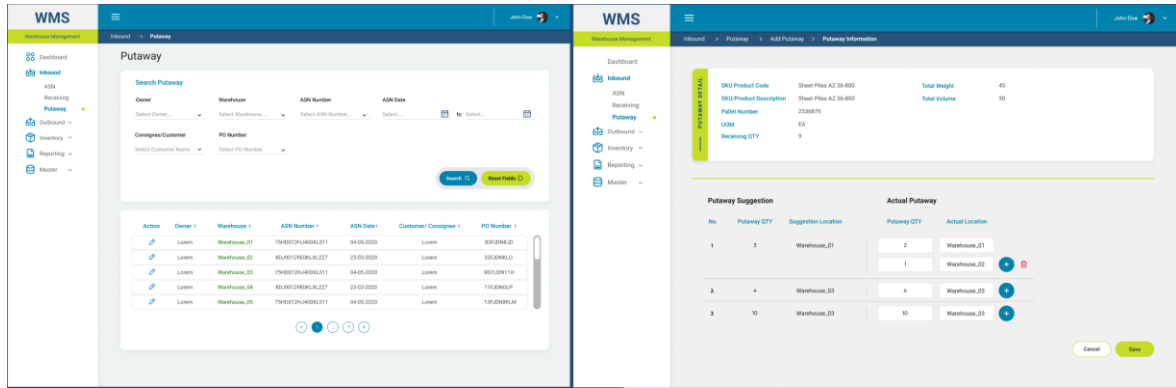 WMS
John Doe
Warehouse Management
Inbound > Putaway
Dashboard
Inbound
ASN
Receiving
Putaway
Outbound
Inventory
Reporting
Master
Putaway
Search Putaway
Owner Warehouse ASN Number ASN Date
Select Owner... Select Warehouse... Select ASN Number... Select... to Select...
Consignee/Customer PO Number
Select Customer Name Select PO Number
Search Reset Fields
Action Owner Warehouse ASN Number ASN Date Customer/ Consignee PO Number
Lorem Warehouse_01 04-05-2020 Lorem
Lorem Warehouse_02 23-03-2020 Lorem
Lorem Warehouse_03 04-05-2020 Lorem
Lorem Warehouse_04 23-03-2020 Lorem
Lorem Warehouse_05 04-05-2020 Lorem
1 ...
WMS
John Doe
Warehouse Management
Inbound > Putaway > Add Putaway > Putaway Information
Dashboard
Inbound
ASN
Receiving
Putaway
Outbound
Inventory
Reporting
Master
PUTAWAY DETAIL
SKU Product Code Sheet Piles AZ 36-800 Total Weight 45
SKU/Product Description Sheet Piles AZ 36-800 Total Volume 30
Pallet Number 2536876
UOM EA
Receiving QTY 9
Putaway Suggestion Actual Putaway
No. Putaway QTY Suggestion Location Putaway QTY Actual Location
1 3 Warehouse_01 2 Warehouse_01
1 Warehouse_02
2 4 Warehouse_03 4 Warehouse_03
3 10 Warehouse_03 10 Warehouse_03
Cancel Save